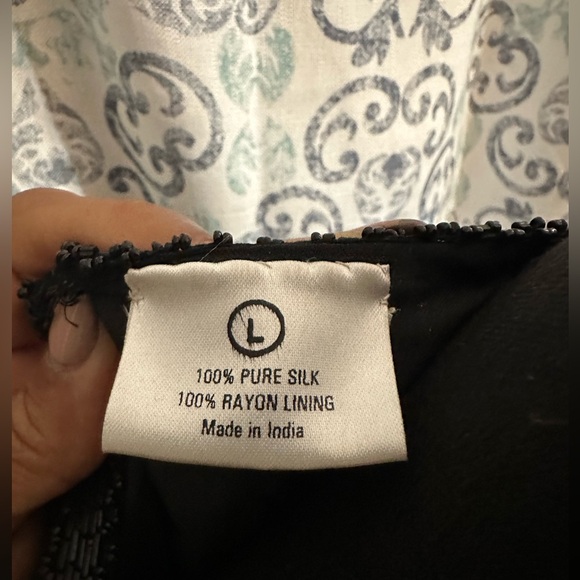 L
100% PURE SILK
100% RAYON LINING
Made in India